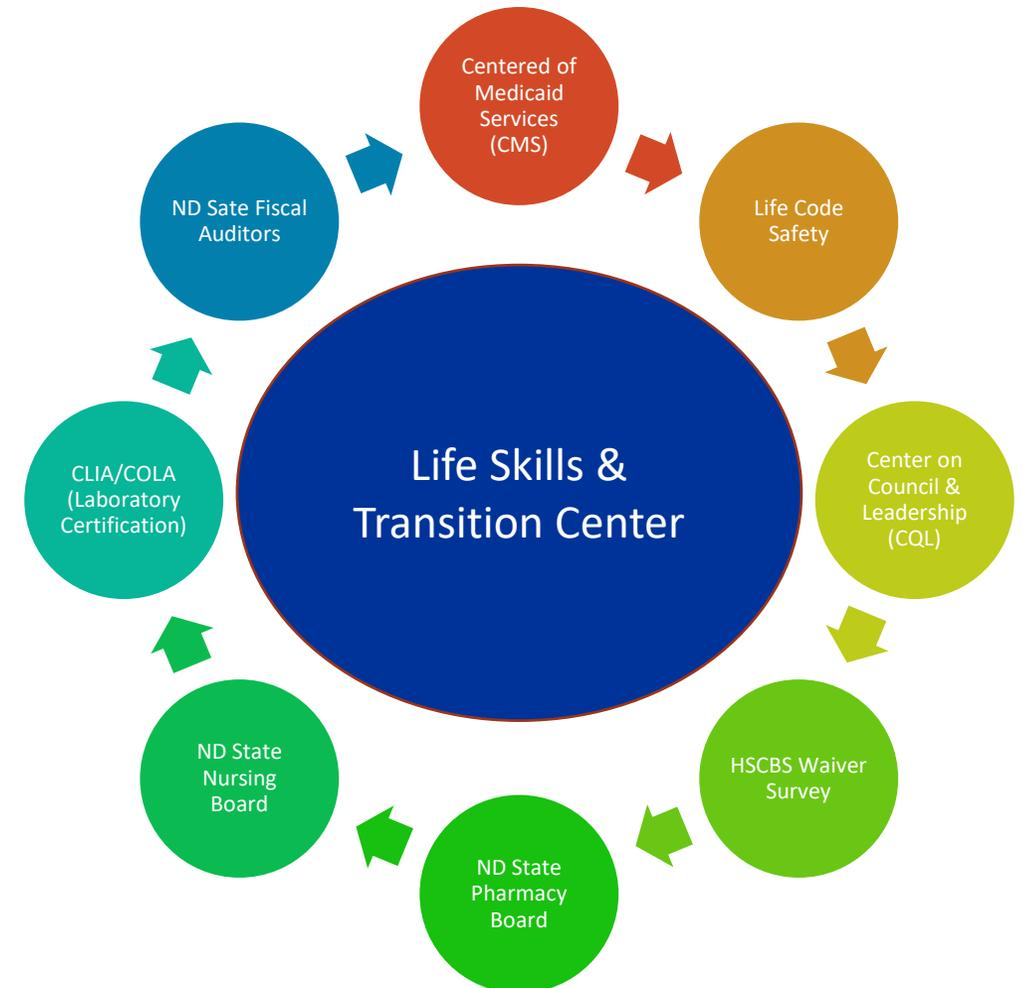 Centered of
Medicaid
Services
(CMS)
Life Code
Safety
Center on
Council &
Leadership
(CQL)
HSCBS Waiver
Survey
ND State
Pharmacy
Board
ND State
Nursing
Board
CLIA/COLA
(Laboratory
Certification)
ND Sate Fiscal
Auditors
Life Skills &
Transition Center